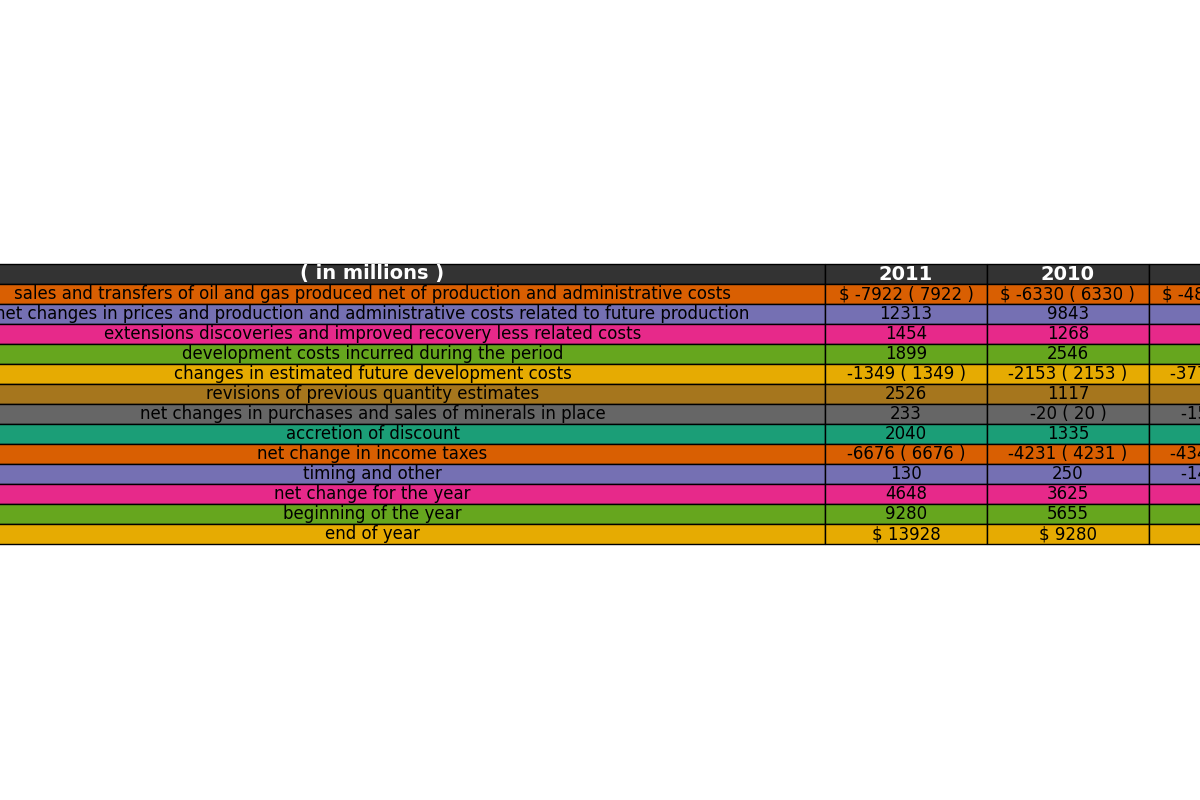 ( in millions ) 2011 2010
sales and transfers of oil and gas produced net of production and administrative costs $ -7922 ( 7922 ) $ -6330 ( 6330 ) $
net changes in prices and production and administrative costs related to future production 12313 9843
extensions discoveries and improved recovery less related costs 1454 1268
development costs incurred during the period 1899 2546
changes in estimated future development costs -1349 ( 1349 ) -2153 ( 2153 )
revisions of previous quantity estimates 2526 1117
net changes in purchases and sales of minerals in place 233 -20 ( 20 )
accretion of discount 2040 1335
net change in income taxes -6676 ( 6676 ) -4231 ( 4231 )
timing and other 130 250
net change for the year 4648 3625
beginning of the year 9280 5655
end of year $ 13928 $ 9280